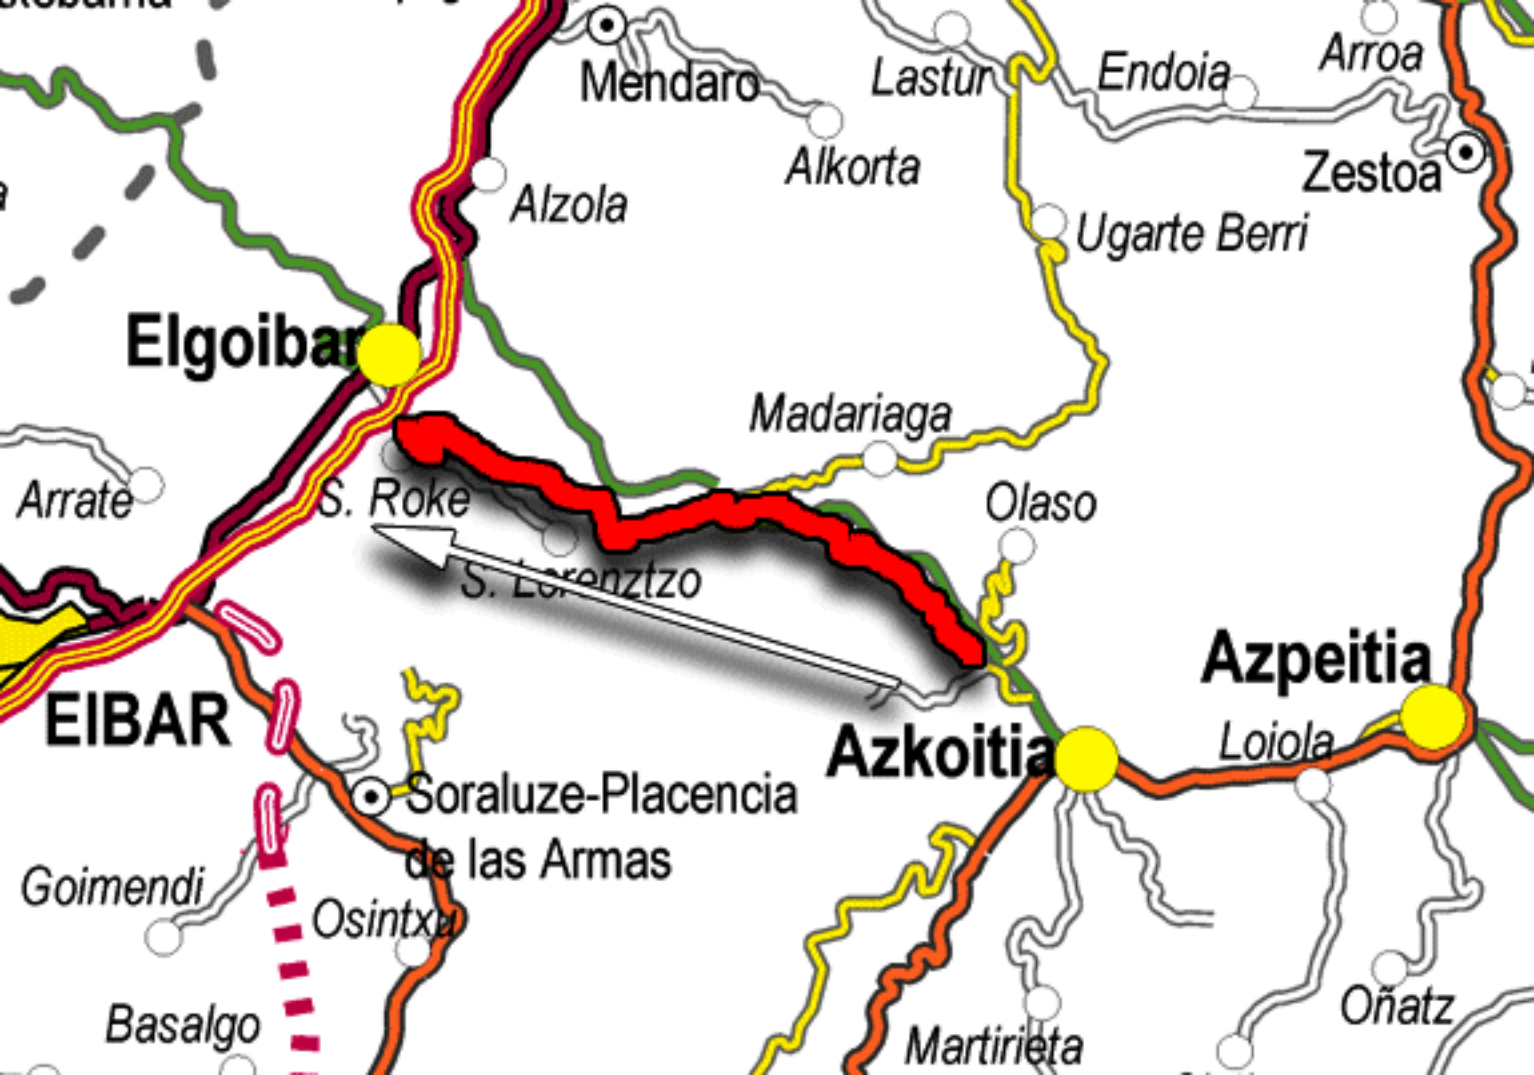 Mendaro
Lastur
Endoia
Arroa
Alkorta
Zestoa
Alzola
Ugarte Berri
Elgoibar
Madariaga
Arrate
S. Roke
Olaso
S. Lorenztzo
Azpeitia
EIBAR
Azkoitia
Loiola
Soraluze-Placencia
de las Armas
Goimendi
Osintxu
Oñatz
Basalgo
Martirieta